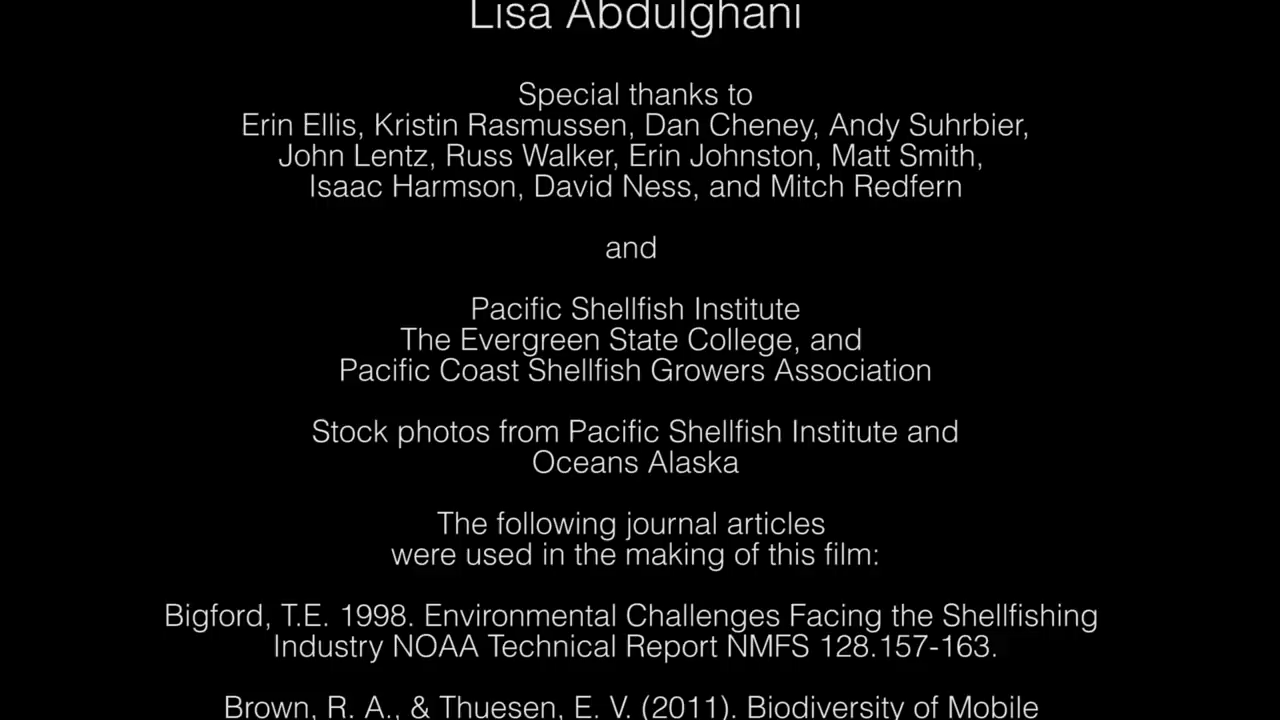 Lisa Abdulghani
Special thanks to
Erin Ellis, Kristin Rasmussen, Dan Cheney, Andy Suhrbier,
John Lentz, Russ Walker, Erin Johnston, Matt Smith,
Isaac Harmson, David Ness, and Mitch Redfern
and
Pacific Shellfish Institute
The Evergreen State College, and
Pacific Coast Shellfish Growers Association
Stock photos from Pacific Shellfish Institute and
Oceans Alaska
The following journal articles
were used in the making of this film:
Bigford, T.E. 1998. Environmental Challenges Facing the Shellfishing
Industry NOAA Technical Report NMFS 128.157-163.
Brown, R. A., & Thuesen, E. V. (2011). Biodiversity of Mobile